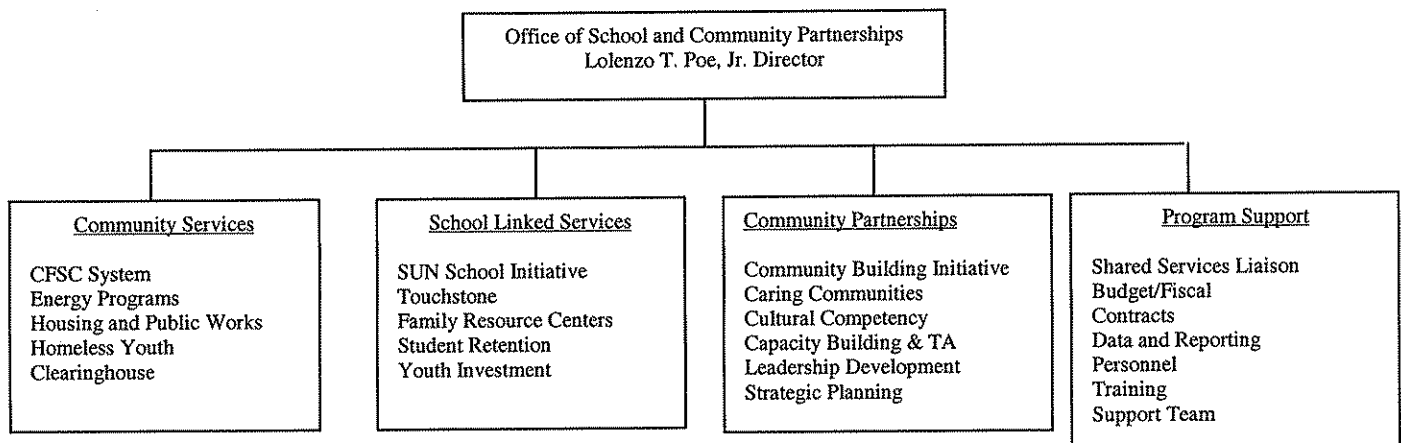 Office of School and Community Partnerships
Lolenzo T. Poe, Jr. Director
Community Services
CFSC System
Energy Programs
Housing and Public Works
Homeless Youth
Clearinghouse
School Linked Services
SUN School Initiative
Touchstone
Family Resource Centers
Student Retention
Youth Investment
Community Partnerships
Community Building Initiative
Caring Communities
Cultural Competency
Capacity Building & TA
Leadership Development
Strategic Planning
Program Support
Shared Services Liaison
Budget/Fiscal
Contracts
Data and Reporting
Personnel
Training
Support Team